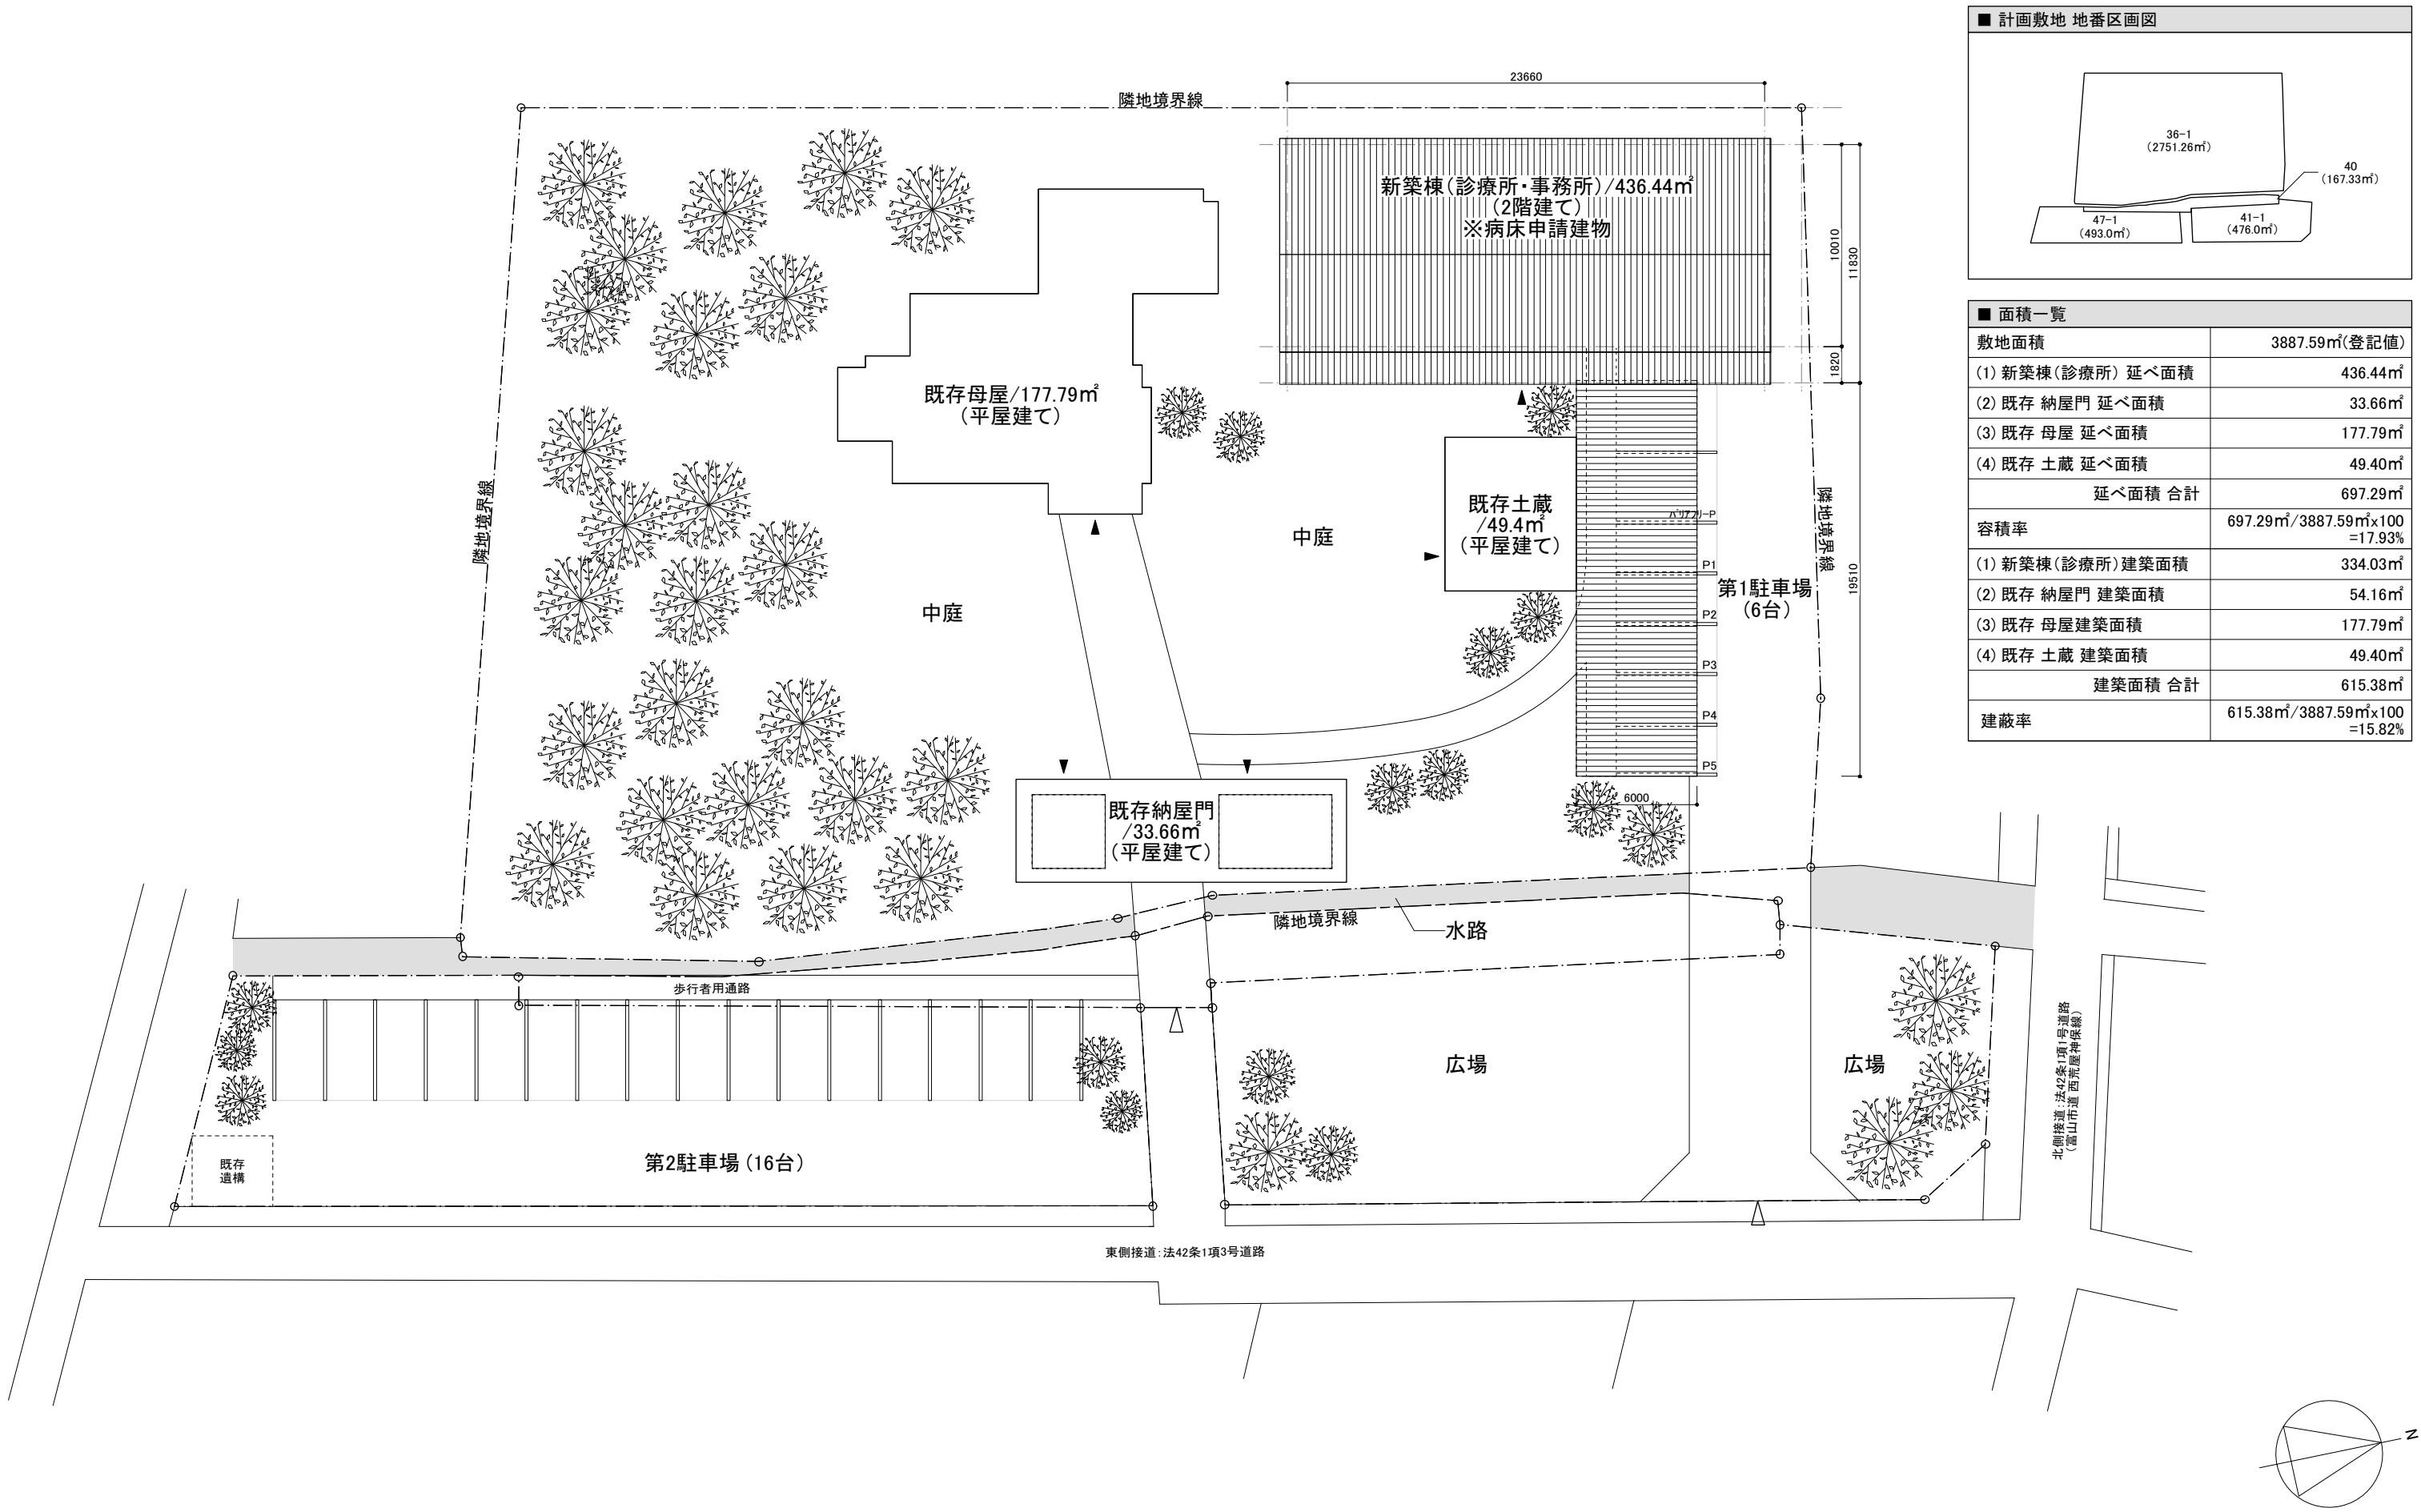 ■ 計画敷地 地番区画図
36-1
(2751.26㎡)
40
(167.33㎡)
47-1
(493.0㎡)
41-1
(476.0㎡)
■ 面積一覧
敷地面積 3887.59㎡(登記値)
(1) 新築棟(診療所) 延べ面積 436.44㎡
(2) 既存 納屋門 延べ面積 33.66㎡
(3) 既存 母屋 延べ面積 177.79㎡
(4) 既存 土蔵 延べ面積 49.40㎡
延べ面積 合計 697.29㎡
容積率 697.29㎡/3887.59㎡x100
=17.93%
(1) 新築棟(診療所)建築面積 334.03㎡
(2) 既存 納屋門 建築面積 54.16㎡
(3) 既存 母屋建築面積 177.79㎡
(4) 既存 土蔵 建築面積 49.40㎡
建築面積 合計 615.38㎡
建蔽率 615.38㎡/3887.59㎡x100
=15.82%
23660
隣地境界線
新築棟(診療所・事務所)/436.44㎡
(2階建て)
※病床申請建物
10010
11830
1820
既存母屋/177.79㎡
(平屋建て)
隣地境界線
隣地境界線
既存土蔵
/49.4㎡
(平屋建て)
バリアフリーP
中庭
P1
第1駐車場
(6台)
19510
中庭
P2
P3
P4
P5
6000
既存納屋門
/33.66㎡
(平屋建て)
隣地境界線
水路
歩行者用通路
広場
広場
北側接道:法42条1項1号道路
(富山市道 西荒屋神保線)
既存
遺構
第2駐車場(16台)
東側接道:法42条1項3号道路
N